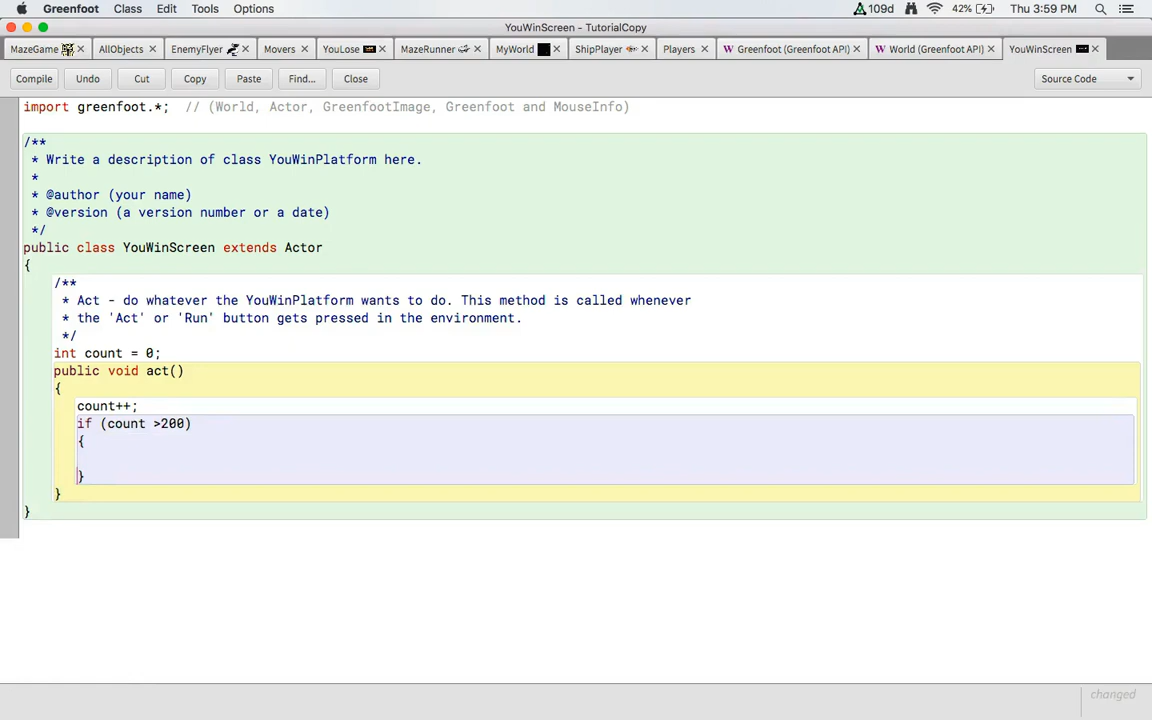 Greenfoot Class Edit Tools Options 109d 42% Thu 3:59 PM
YouWinScreen - TutorialCopy
MazeGame AllObjects EnemyFlyer Movers YouLose MazeRunner MyWorld ShipPlayer Players Greenfoot (Greenfoot API) World (Greenfoot API) YouWinScreen
Compile Undo Cut Copy Paste Find... Close Source Code
import greenfoot.*;  // (World, Actor, GreenfootImage, Greenfoot and MouseInfo)
/**
 * Write a description of class YouWinPlatform here.
 *
 * @author (your name)
 * @version (a version number or a date)
 */
public class YouWinScreen extends Actor
{
/**
 * Act - do whatever the YouWinPlatform wants to do. This method is called whenever
 * the 'Act' or 'Run' button gets pressed in the environment.
 */
int count = 0;
public void act()
{
count++;
if (count >200)
{
}
}
}
changed